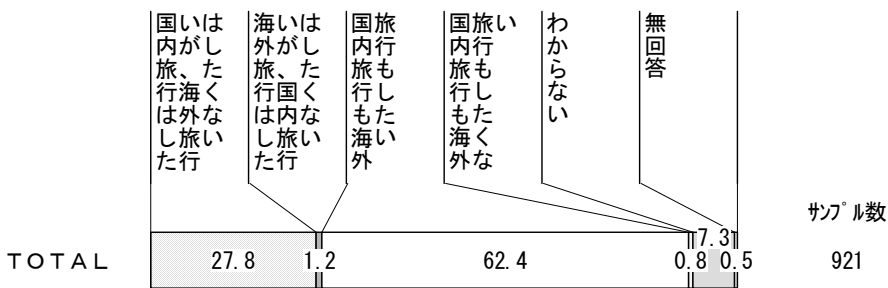 国内旅行はした
いが、海外旅行
はしたくない
海外旅行はした
いが、国内旅行
はしたくない
国内旅行も海外
旅行もしたい
国内旅行も海外
旅行もしたくな
い
わからない
無回答
サンプル数
TOTAL 27.8 1.2 62.4 0.8 7.3 0.5 921